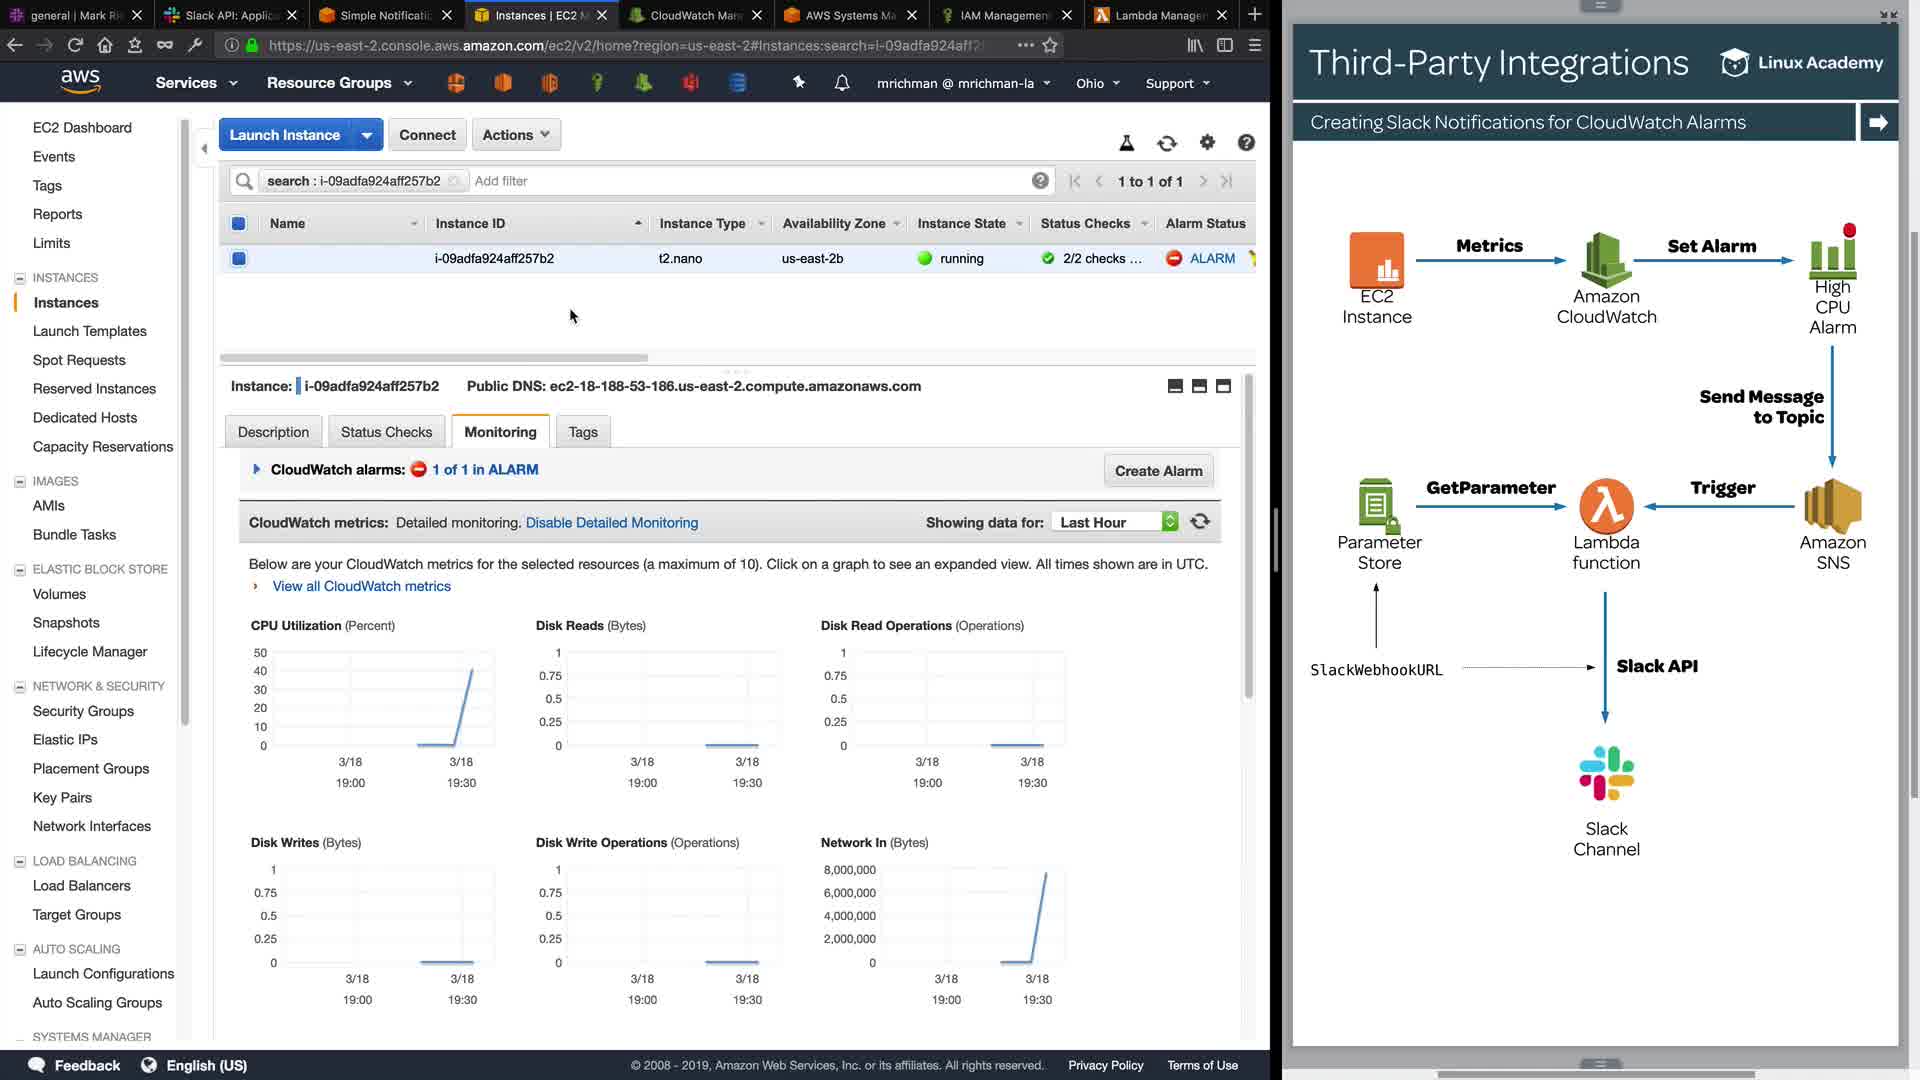 general | Mark Ri
Slack API: Applic
Simple Notificatio
Instances | EC2 M
CloudWatch Man
AWS Systems Ma
IAM Management
Lambda Manager
https://us-east-2.console.aws.amazon.com/ec2/v2/home?region=us-east-2#Instances:search=i-09adfa924aff2
aws
Services
Resource Groups
mrichman @ mrichman-la
Ohio
Support
EC2 Dashboard
Events
Tags
Reports
Limits
INSTANCES
Instances
Launch Templates
Spot Requests
Reserved Instances
Dedicated Hosts
Capacity Reservations
IMAGES
AMIs
Bundle Tasks
ELASTIC BLOCK STORE
Volumes
Snapshots
Lifecycle Manager
NETWORK & SECURITY
Security Groups
Elastic IPs
Placement Groups
Key Pairs
Network Interfaces
LOAD BALANCING
Load Balancers
Target Groups
AUTO SCALING
Launch Configurations
Auto Scaling Groups
SYSTEMS MANAGER
Launch Instance
Connect
Actions
search : i-09adfa924aff257b2
Add filter
1 to 1 of 1
Name
Instance ID
Instance Type
Availability Zone
Instance State
Status Checks
Alarm Status
i-09adfa924aff257b2
t2.nano
us-east-2b
running
2/2 checks ...
ALARM
Instance: i-09adfa924aff257b2
Public DNS: ec2-18-188-53-186.us-east-2.compute.amazonaws.com
Description
Status Checks
Monitoring
Tags
CloudWatch alarms: 1 of 1 in ALARM
Create Alarm
CloudWatch metrics: Detailed monitoring. Disable Detailed Monitoring
Showing data for: Last Hour
Below are your CloudWatch metrics for the selected resources (a maximum of 10). Click on a graph to see an expanded view. All times shown are in UTC.
View all CloudWatch metrics
CPU Utilization (Percent)
50
40
30
20
10
0
3/18
19:00
3/18
19:30
Disk Reads (Bytes)
1
0.75
0.5
0.25
0
3/18
19:00
3/18
19:30
Disk Read Operations (Operations)
1
0.75
0.5
0.25
0
3/18
19:00
3/18
19:30
Disk Writes (Bytes)
1
0.75
0.5
0.25
0
3/18
19:00
3/18
19:30
Disk Write Operations (Operations)
1
0.75
0.5
0.25
0
3/18
19:00
3/18
19:30
Network In (Bytes)
8,000,000
6,000,000
4,000,000
2,000,000
0
3/18
19:00
3/18
19:30
Feedback
English (US)
© 2008 - 2019, Amazon Web Services, Inc. or its affiliates. All rights reserved.
Privacy Policy
Terms of Use
Third-Party Integrations
Linux Academy
Creating Slack Notifications for CloudWatch Alarms
EC2
Instance
Metrics
Amazon
CloudWatch
Set Alarm
High
CPU
Alarm
Send Message
to Topic
Parameter
Store
GetParameter
Lambda
function
Trigger
Amazon
SNS
SlackWebhookURL
Slack API
Slack
Channel